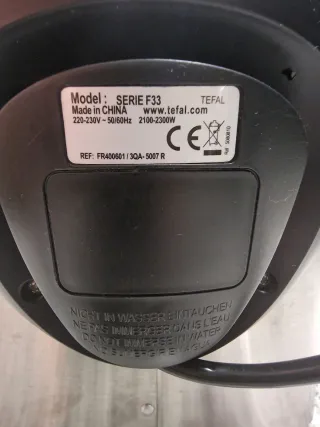 Model : SERIE F33 TEFAL
Made in CHINA www.tefal.com
220-230V ~ 50/60Hz 2100-2300W
CE
REF: FR400601 / 3QA- 5007 R
NICHT IN WASSER EINTAUCHEN
NE PAS IMMERGER DANS L'EAU
DO NOT IMMERSE IN WATER